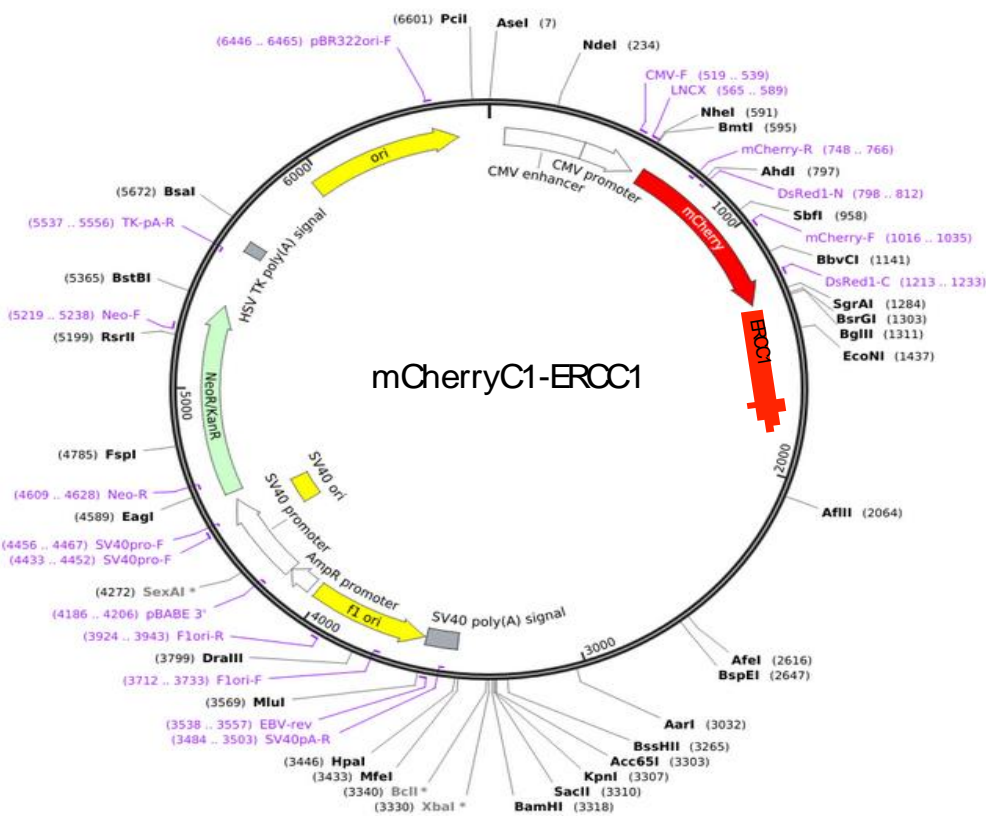 (6601) PciI
AseI (7)
(6446 .. 6465) pBR322ori-F
NdeI (234)
CMV-F (519 .. 539)
LNCX (565 .. 589)
NheI (591)
BmtI (595)
mCherry-R (748 .. 766)
AhdI (797)
DsRed1-N (798 .. 812)
SbfI (958)
mCherry-F (1016 .. 1035)
BbvCI (1141)
DsRed1-C (1213 .. 1233)
SgrAI (1284)
BsrGI (1303)
BglII (1311)
EcoNI (1437)
AflII (2064)
AfeI (2616)
BspEI (2647)
AarI (3032)
BssHII (3265)
Acc65I (3303)
KpnI (3307)
SacII (3310)
BamHI (3318)
(3330) XbaI *
(3340) BclI *
(3433) MfeI
(3446) HpaI
(3484 .. 3503) SV40pA-R
(3538 .. 3557) EBV-rev
(3569) MluI
(3712 .. 3733) F1ori-F
(3799) DraIII
(3924 .. 3943) F1ori-R
(4186 .. 4206) pBABE 3'
(4272) SexAI *
(4433 .. 4452) SV40pro-F
(4456 .. 4467) SV40pro-F
(4589) EagI
(4609 .. 4628) Neo-R
(4785) FspI
(5199) RsrII
(5219 .. 5238) Neo-F
(5365) BstBI
(5537 .. 5556) TK-pA-R
(5672) BsaI
ori
CMV enhancer
CMV promoter
mCherry
ERCC1
HSV TK poly(A) signal
NeoR/KanR
SV40 ori
SV40 promoter
AmpR promoter
f1 ori
SV40 poly(A) signal
1000
2000
3000
4000
5000
6000
mCherryC1-ERCC1